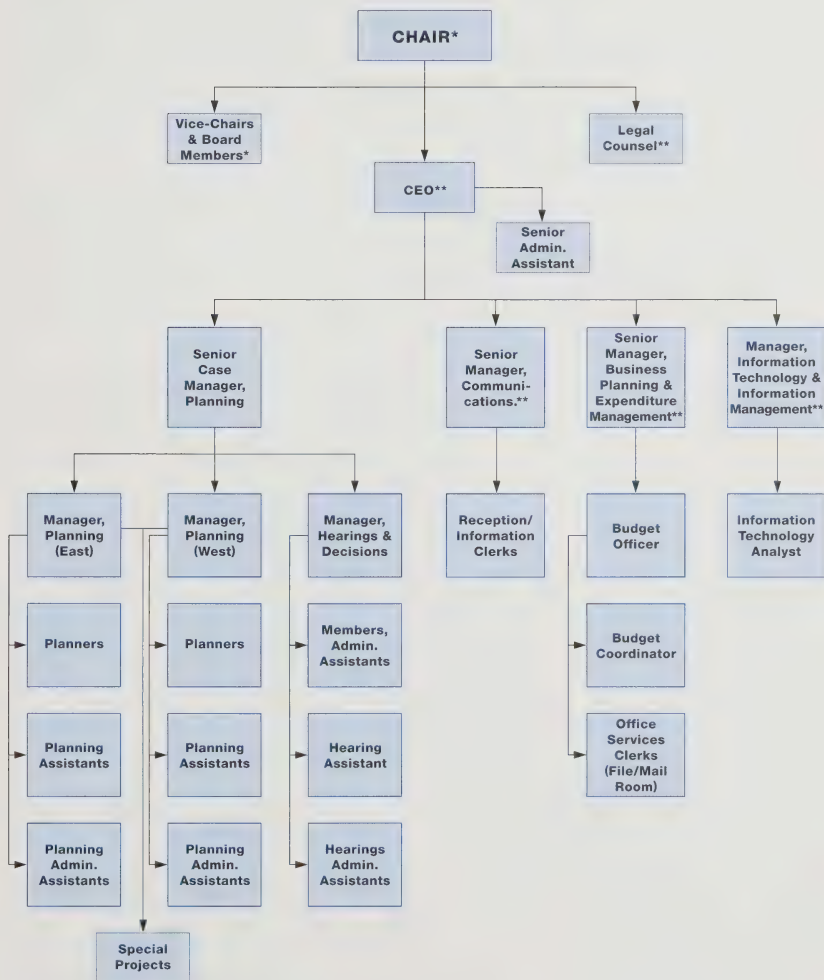 CHAIR*
Vice-Chairs
& Board
Members*
Legal
Counsel**
CEO**
Senior
Admin.
Assistant
Senior
Case
Manager,
Planning
Senior
Manager,
Communi-
cations.**
Senior
Manager,
Business
Planning &
Expenditure
Management**
Manager,
Information
Technology &
Information
Management**
Manager,
Planning
(East)
Manager,
Planning
(West)
Manager,
Hearings &
Decisions
Reception/
Information
Clerks
Budget
Officer
Information
Technology
Analyst
Planners
Planners
Members,
Admin.
Assistants
Budget
Coordinator
Planning
Assistants
Planning
Assistants
Hearing
Assistant
Office
Services
Clerks
(File/Mail
Room)
Planning
Admin.
Assistants
Planning
Admin.
Assistants
Hearings
Admin.
Assistants
Special
Projects